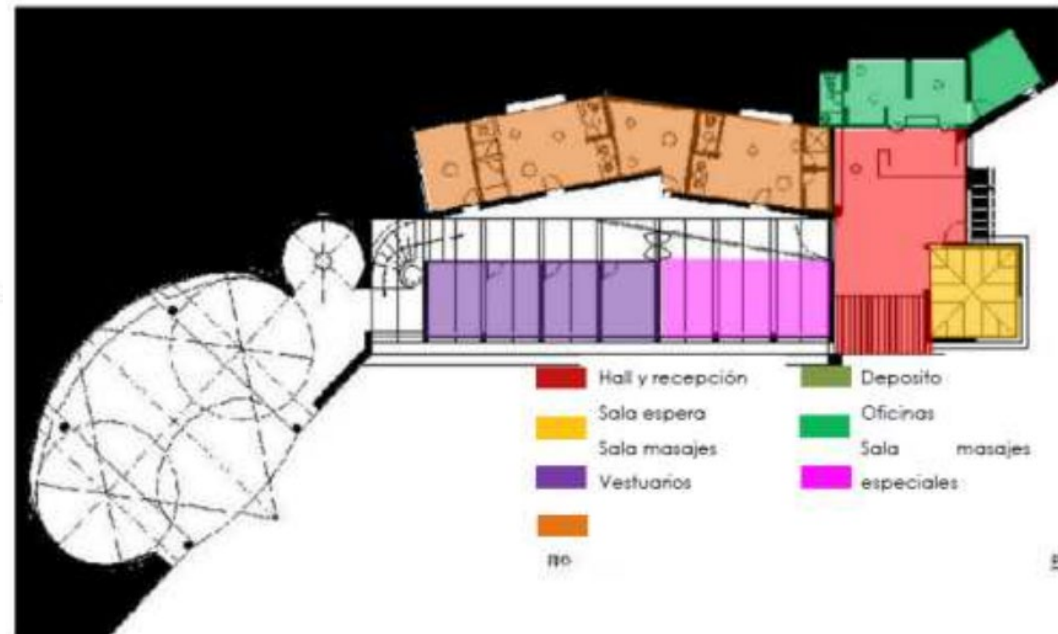 Hall y recepción
Sala espera
Sala masajes
Vestuarios
Deposito
Oficinas
Sala masajes
especiales